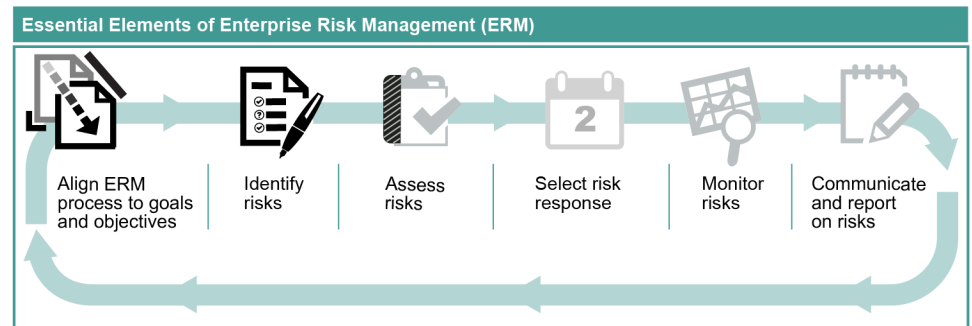 Essential Elements of Enterprise Risk Management (ERM)
2
Align ERM
process to goals
and objectives
Identify
risks
Assess
risks
Select risk
response
Monitor
risks
Communicate
and report
on risks